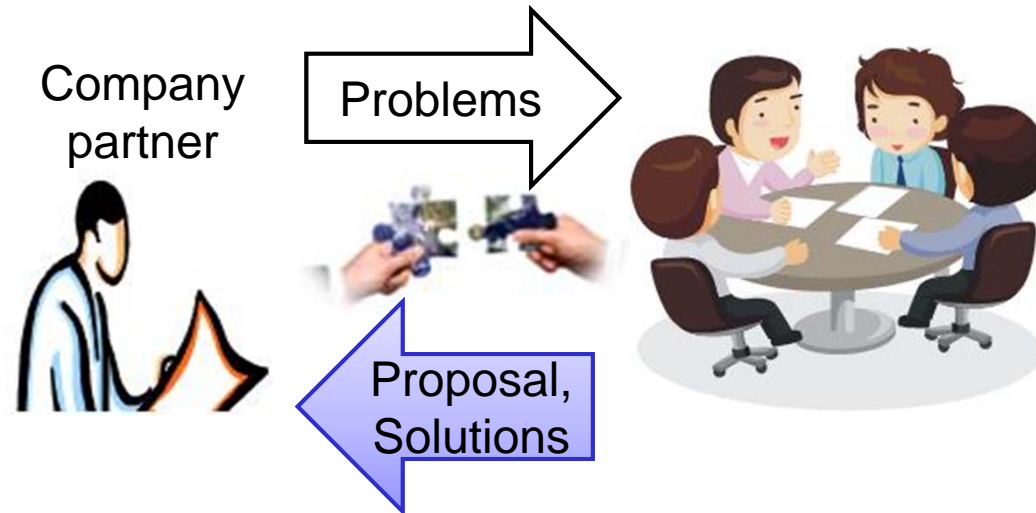 Company
partner
Problems
Proposal,
Solutions